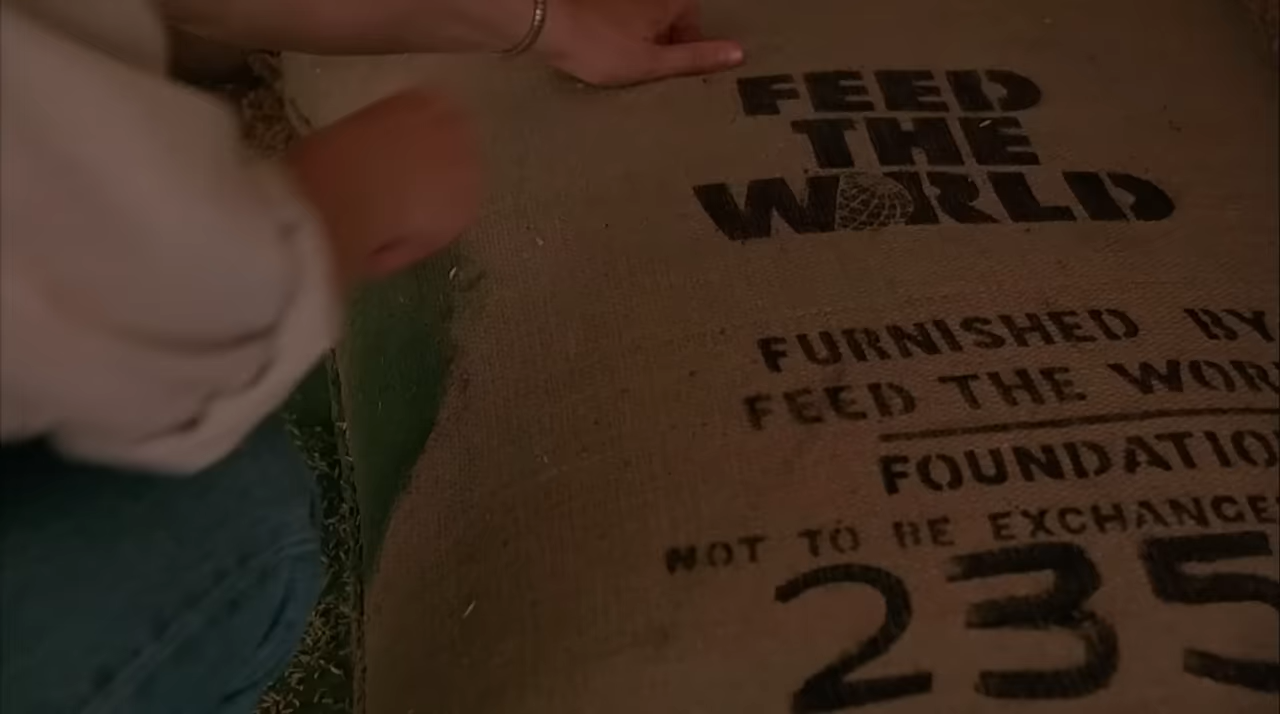 FEED
THE
WORLD
FURNISHED BY
FEED THE WOR
FOUNDATIO
NOT TO BE EXCHANGE
235